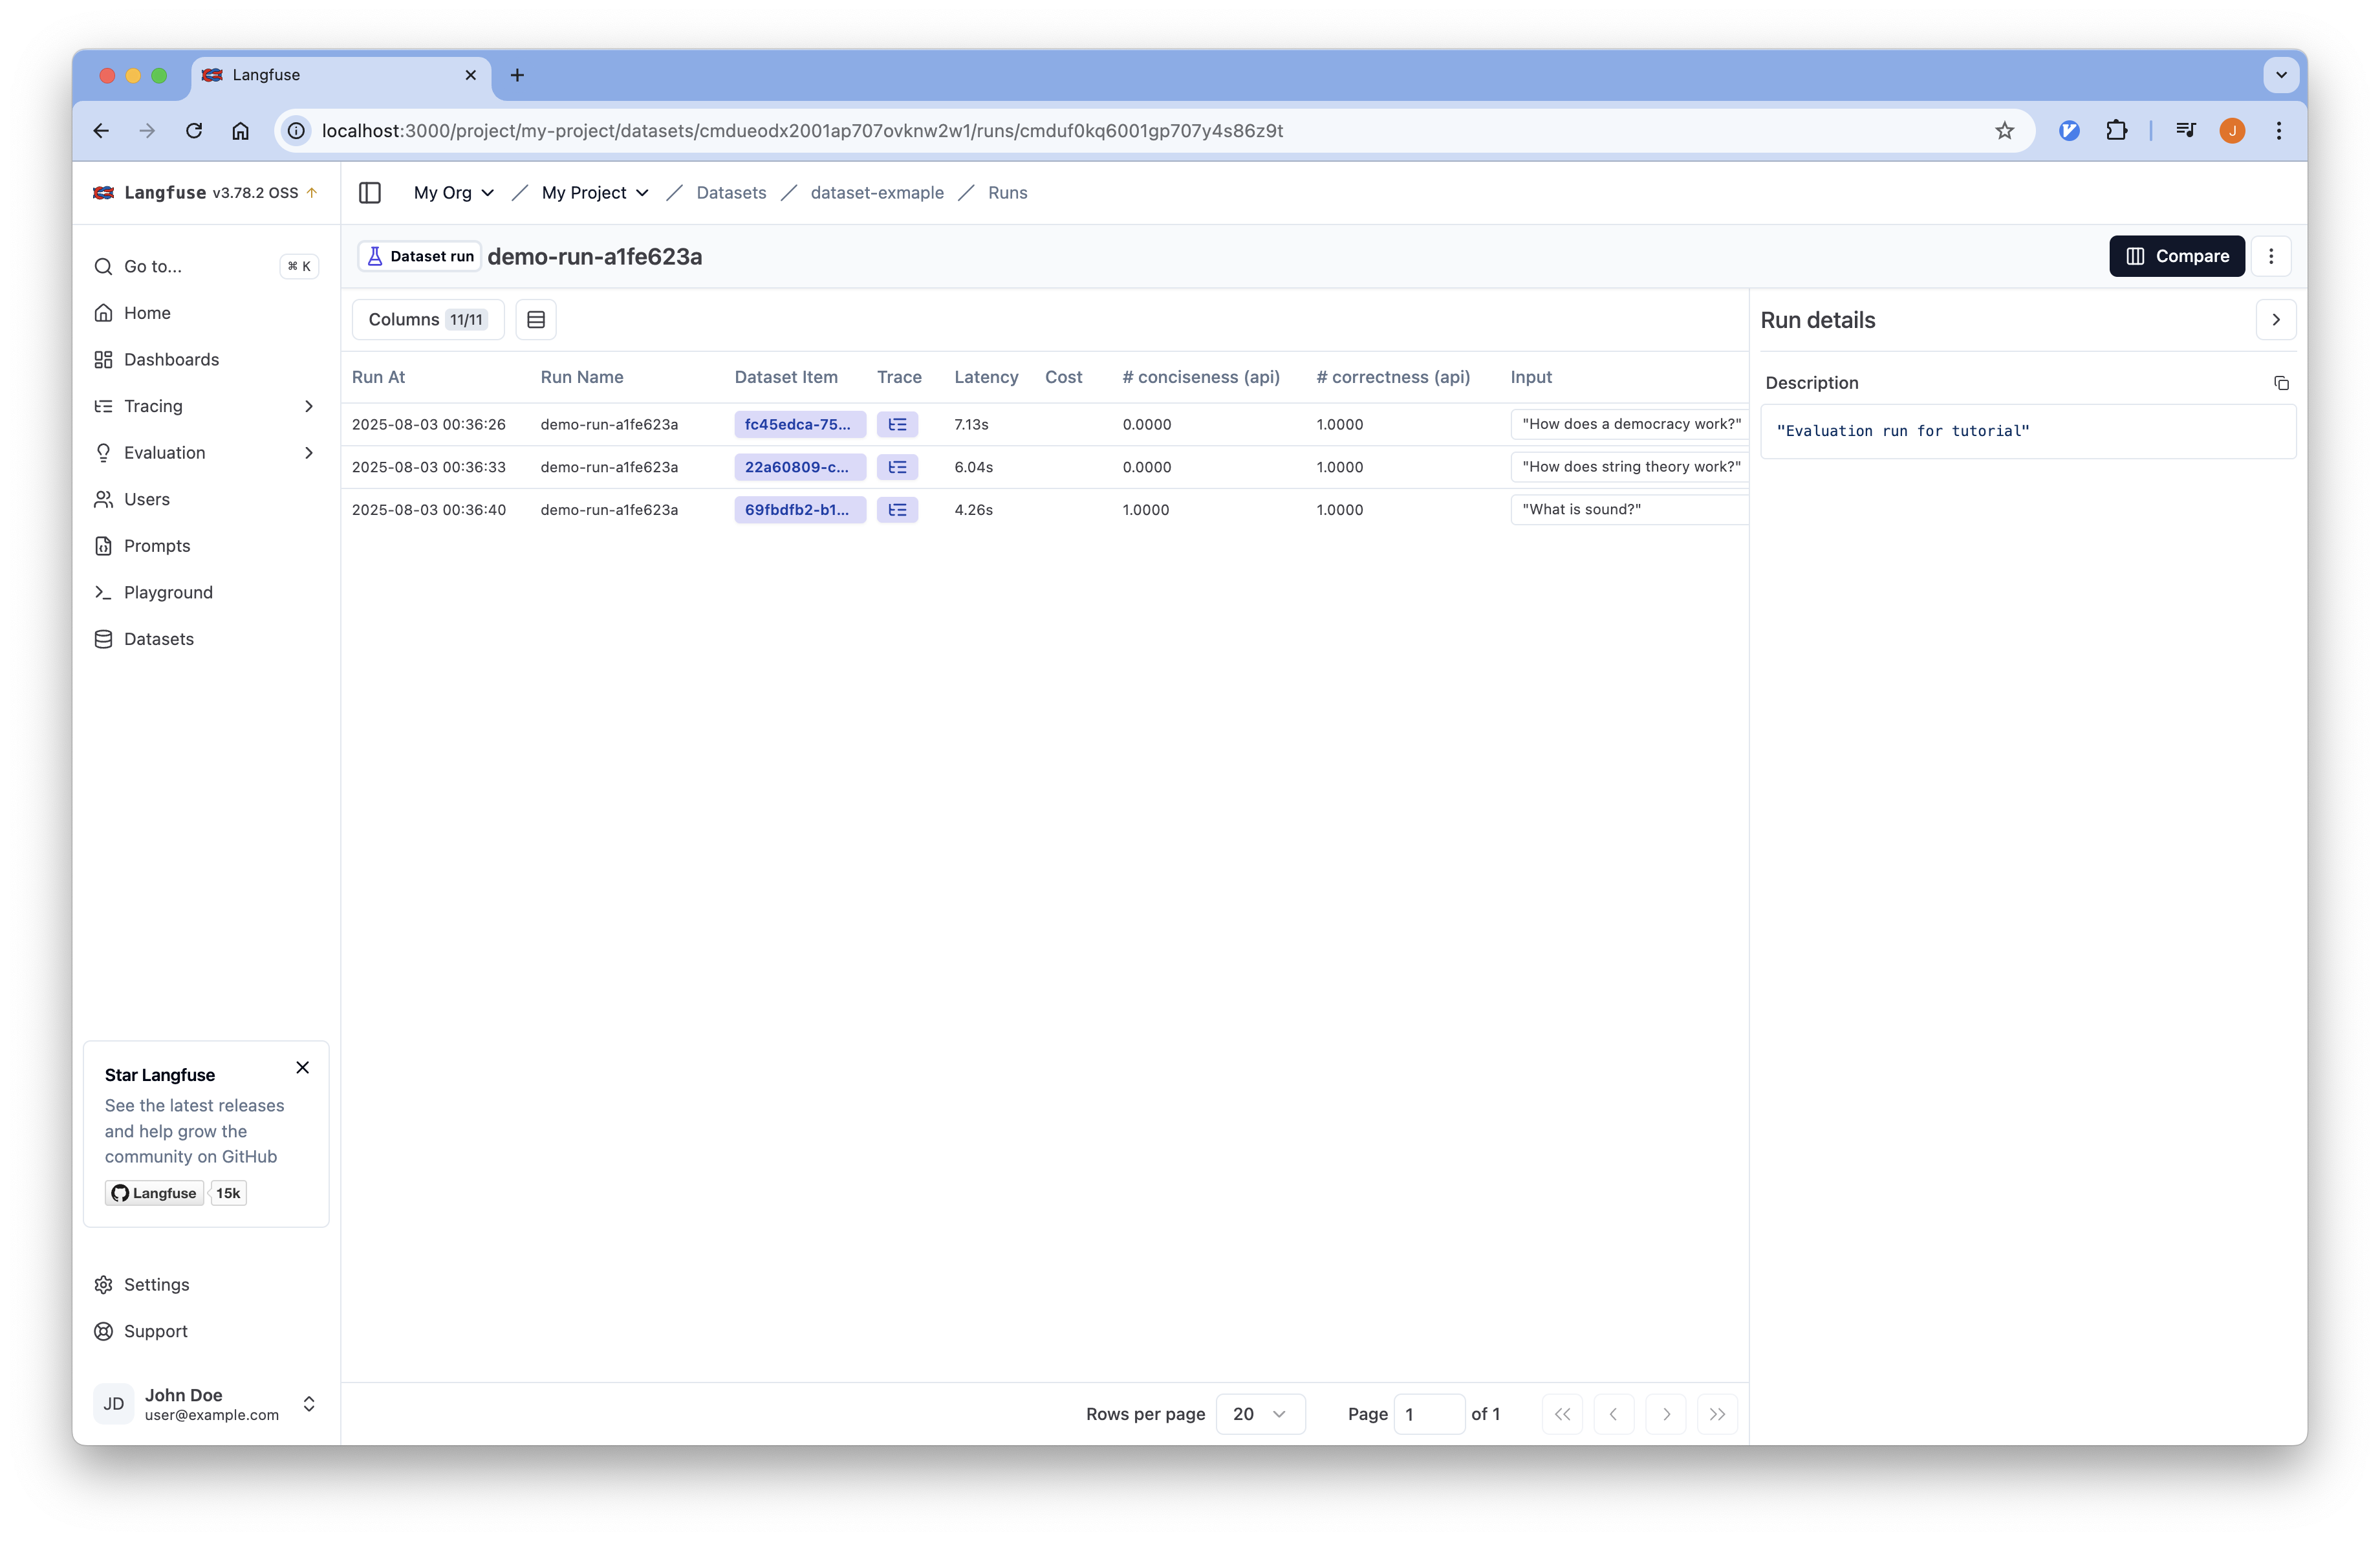 Langfuse
localhost:3000/project/my-project/datasets/cmdueodx2001ap707ovknw2w1/runs/cmduf0kq6001gp707y4s86z9t
J
Langfuse v3.78.2 OSS
My Org / My Project / Datasets / dataset-exmaple / Runs
Go to... ⌘ K
Home
Dashboards
Tracing
Evaluation
Users
Prompts
Playground
Datasets
Star Langfuse
See the latest releases
and help grow the
community on GitHub
Langfuse 15k
Settings
Support
JD
John Doe
user@example.com
Dataset run demo-run-a1fe623a
Compare
Columns 11/11
Run At Run Name Dataset Item Trace Latency Cost # conciseness (api) # correctness (api) Input
2025-08-03 00:36:26 demo-run-a1fe623a fc45edca-75... 7.13s 0.0000 1.0000 "How does a democracy work?"
2025-08-03 00:36:33 demo-run-a1fe623a 22a60809-c... 6.04s 0.0000 1.0000 "How does string theory work?"
2025-08-03 00:36:40 demo-run-a1fe623a 69fbdfb2-b1... 4.26s 1.0000 1.0000 "What is sound?"
Rows per page 20 Page 1 of 1
Run details
Description
"Evaluation run for tutorial"